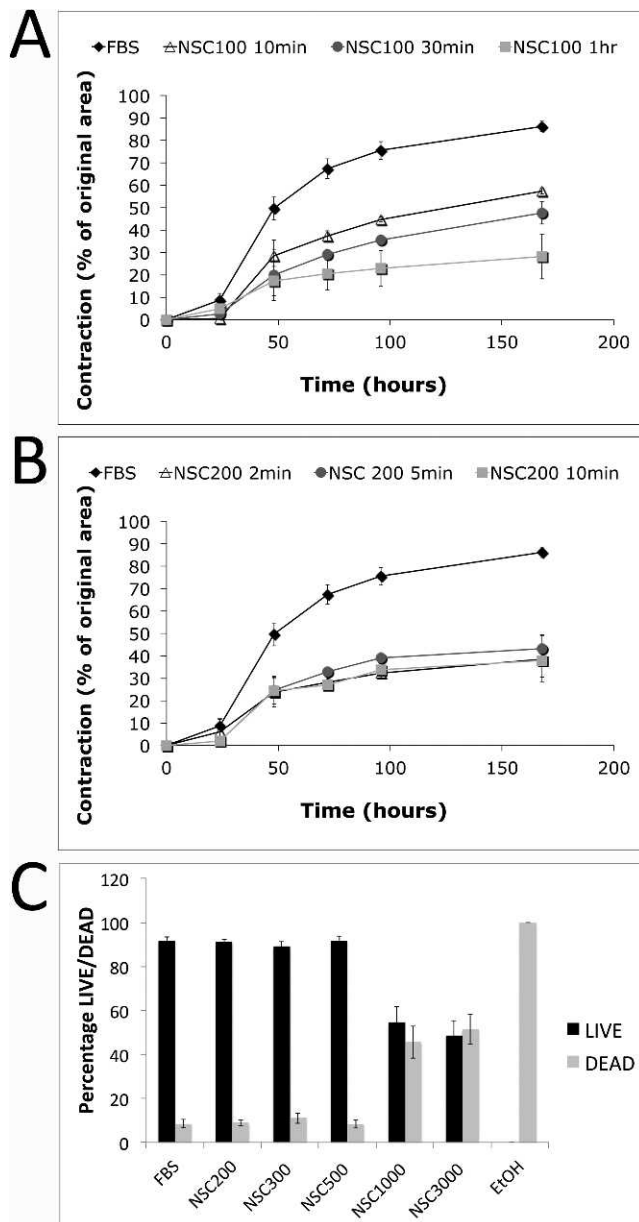 A
FBS NSC100 10min NSC100 30min NSC100 1hr
Contraction (% of original area)
100
90
80
70
60
50
40
30
20
10
0
0 50 100 150 200
Time (hours)
B
FBS NSC200 2min NSC 200 5min NSC200 10min
Contraction (% of original area)
100
90
80
70
60
50
40
30
20
10
0
0 50 100 150 200
Time (hours)
C
Percentage LIVE/DEAD
120
100
80
60
40
20
0
LIVE
DEAD
FBS NSC200 NSC300 NSC500 NSC1000 NSC3000 EtOH